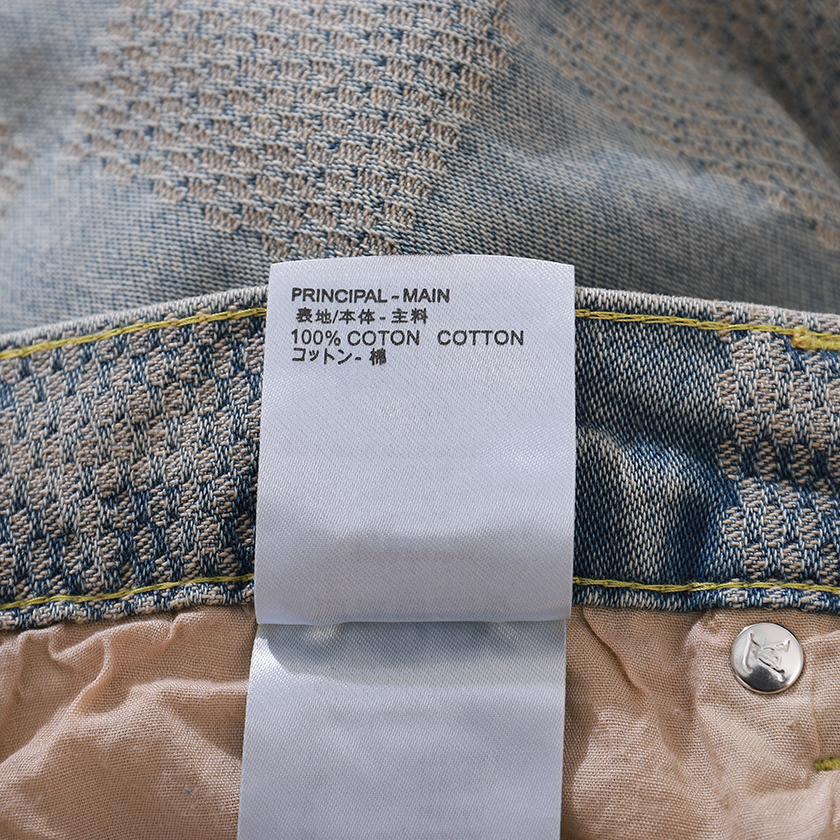 PRINCIPAL - MAIN
表地/本体 - 主料
100% COTON COTTON
コットン - 棉